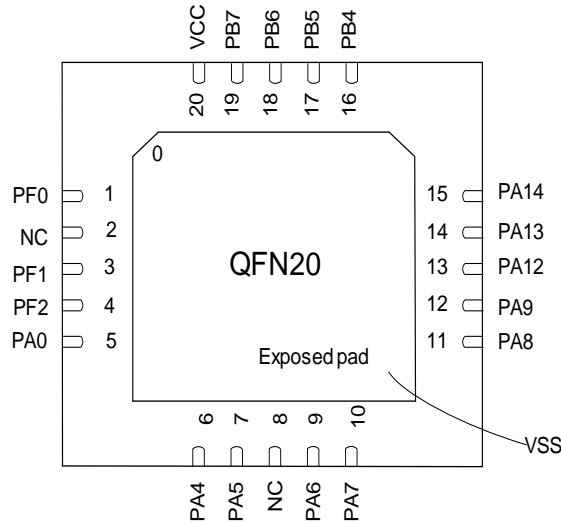 VCC PB7 PB6 PB5 PB4
20 19 18 17 16
0
PF0 1 15 PA14
NC 2 14 PA13
PF1 3 QFN20 13 PA12
PF2 4 12 PA9
PA0 5 11 PA8
Exposed pad
6 7 8 9 10
VSS
PA4 PA5 NC PA6 PA7